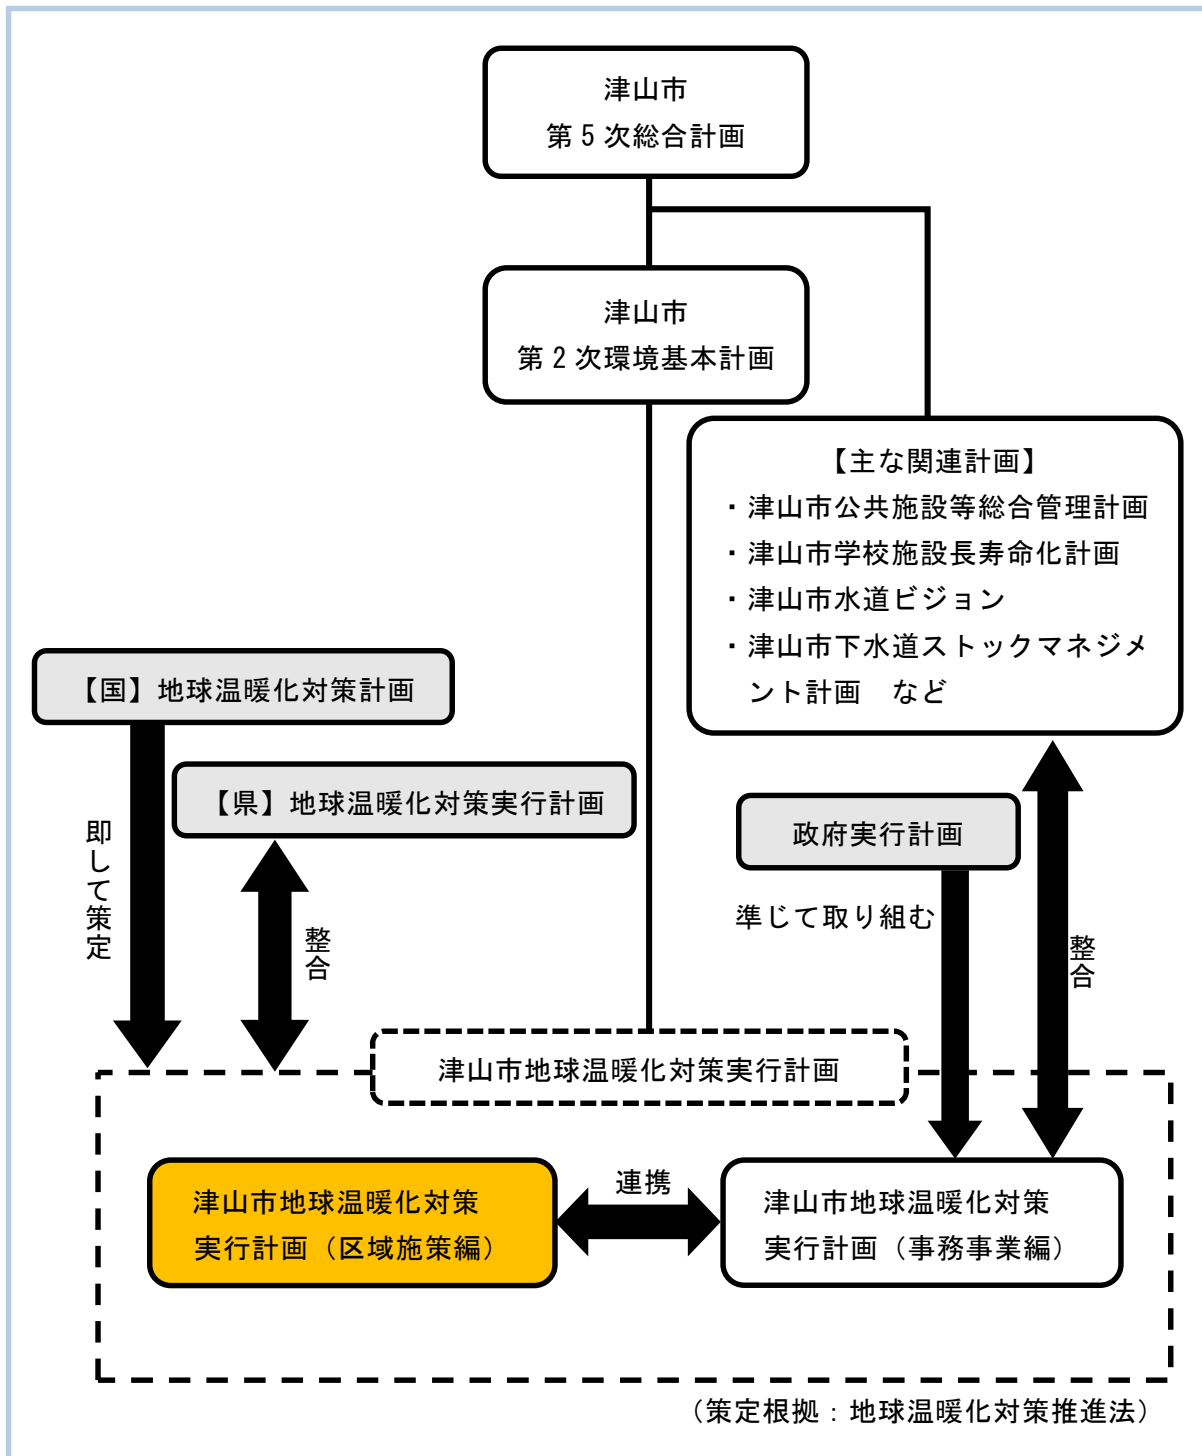 津山市
第５次総合計画
津山市
第２次環境基本計画
【主な関連計画】
・津山市公共施設等総合管理計画
・津山市学校施設長寿命化計画
・津山市水道ビジョン
・津山市下水道ストックマネジメ
ント計画　など
【国】地球温暖化対策計画
【県】地球温暖化対策実行計画
政府実行計画
即して策定
整合
準じて取り組む
整合
津山市地球温暖化対策実行計画
津山市地球温暖化対策
実行計画（区域施策編）
連携
津山市地球温暖化対策
実行計画（事務事業編）
（策定根拠：地球温暖化対策推進法）